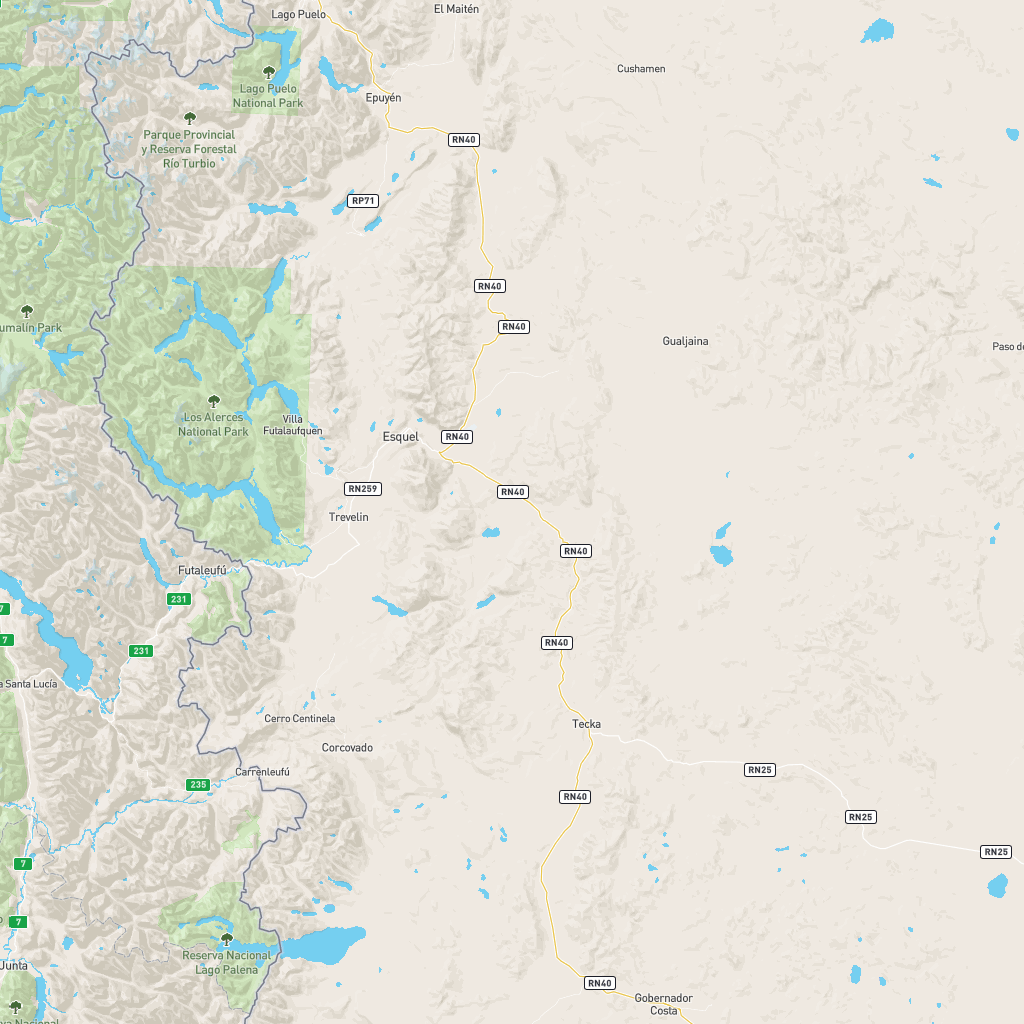 El Maitén
Lago Puelo
Cushamen
Lago Puelo
National Park
Epuyén
Parque Provincial
y Reserva Forestal
Río Turbio
RN40
RP71
RN40
RN40
umalín Park
Gualjaina
Paso de
Los Alerces
National Park
Villa
Futalaufquen
Esquel
RN40
RN259
RN40
Trevelin
RN40
Futaleufú
231
7
7
231
RN40
a Santa Lucía
Cerro Centinela
Tecka
Corcovado
Carrenleufú
235
RN25
RN40
RN25
RN25
7
7
Reserva Nacional
Lago Palena
Junta
RN40
Gobernador
Costa
va Nacional